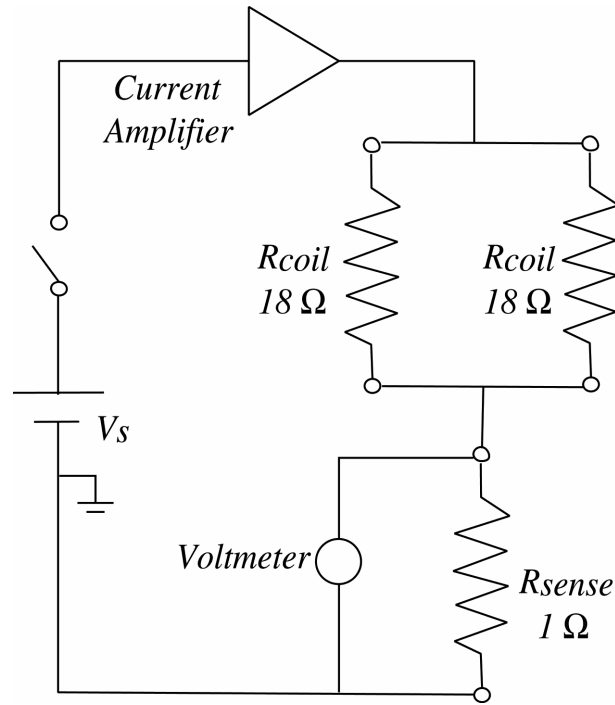 Current
Amplifier
Rcoil
18 Ω
Rcoil
18 Ω
Vs
Voltmeter
Rsense
1 Ω